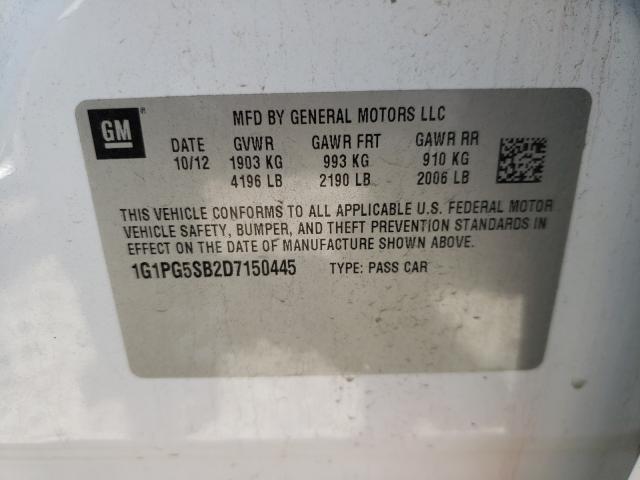 GM
MFD BY GENERAL MOTORS LLC
DATE GVWR GAWR FRT GAWR RR
10/12 1903 KG 993 KG 910 KG
4196 LB 2190 LB 2006 LB
THIS VEHICLE CONFORMS TO ALL APPLICABLE U.S. FEDERAL MOTOR
VEHICLE SAFETY, BUMPER, AND THEFT PREVENTION STANDARDS IN
EFFECT ON THE DATE OF MANUFACTURE SHOWN ABOVE.
1G1PG5SB2D7150445 TYPE: PASS CAR